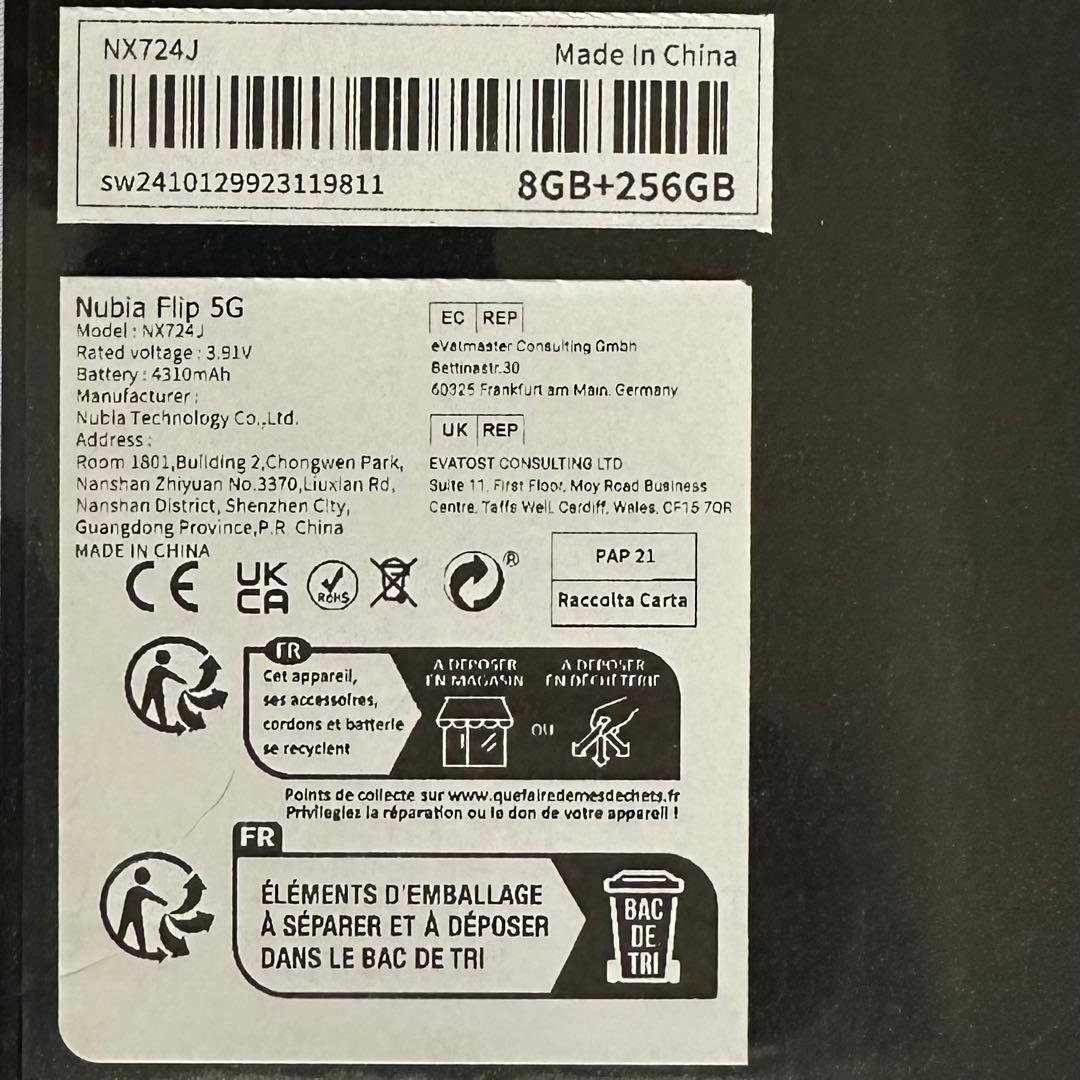 NX724J
Made In China
sw2410129923119811
8GB+256GB
Nubia Flip 5G
Model : NX724J
Rated voltage : 3.91V
Battery : 4310mAh
Manufacturer :
Nubia Technology Co.,Ltd.
Address :
Room 1801,Building 2,Chongwen Park,
Nanshan Zhiyuan No.3370,Liuxian Rd,
Nanshan District, Shenzhen City,
Guangdong Province,P.R. China
MADE IN CHINA
EC REP
eVatmaster Consulting GmbH
Bettinastr.30
60325 Frankfurt am Main. Germany
UK REP
EVATOST CONSULTING LTD
Suite 11, First Floor, Moy Road Business
Centre, Taffs Well, Cardiff, Wales, CF15 7QR
CE
UK
CA
RoHS
®
PAP 21
Raccolta Carta
FR
Cet appareil,
ses accessoires,
cordons et batterie
se recyclent
À DÉPOSER
EN MAGASIN
OU
À DÉPOSER
EN DÉCHÈTERIE
Points de collecte sur www.quefairedemesdechets.fr
Privilégiez la réparation ou le don de votre appareil !
FR
ÉLÉMENTS D'EMBALLAGE
À SÉPARER ET À DÉPOSER
DANS LE BAC DE TRI
BAC
DE
TRI